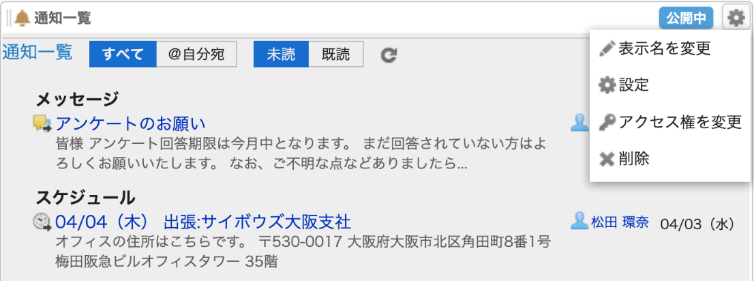 通知一覧
公開中
通知一覧
すべて
@自分宛
未読
既読
表示名を変更
設定
アクセス権を変更
削除
メッセージ
アンケートのお願い
皆様 アンケート回答期限は今月中となります。 まだ回答されていない方はよ
ろしくお願いいたします。 なお、ご不明な点などありましたら...
スケジュール
04/04（木） 出張:サイボウズ大阪支社
松田 環奈
04/03（水）
オフィスの住所はこちらです。 〒530-0017 大阪府大阪市北区角田町8番1号
梅田阪急ビルオフィスタワー 35階